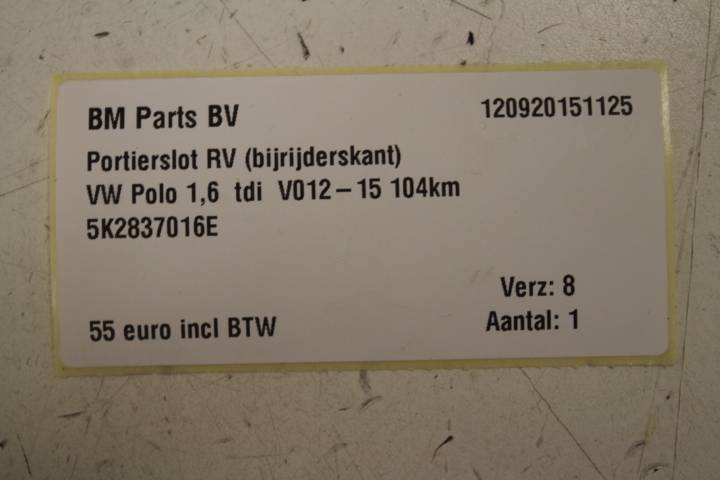 BM Parts BV 120920151125
Portierslot RV (bijrijderskant)
VW Polo 1,6 tdi V012-15 104km
5K2837016E
Verz: 8
55 euro incl BTW Aantal: 1